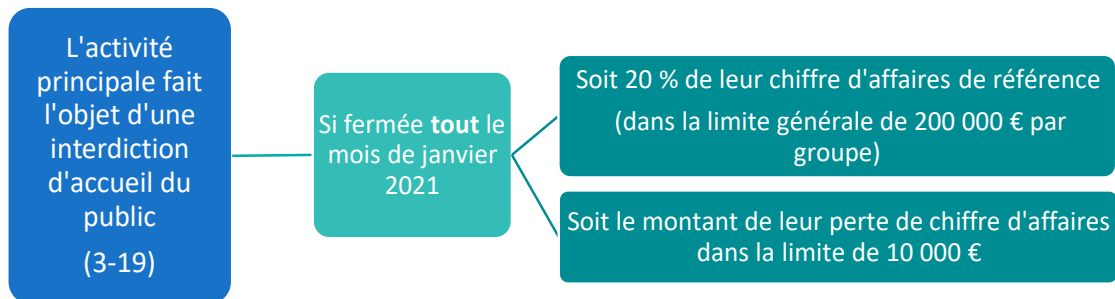 L'activité
principale fait
l'objet d'une
interdiction
d'accueil du
public
(3-19)
Si fermée tout le
mois de janvier
2021
Soit 20 % de leur chiffre d'affaires de référence
(dans la limite générale de 200 000 € par
groupe)
Soit le montant de leur perte de chiffre d'affaires
dans la limite de 10 000 €